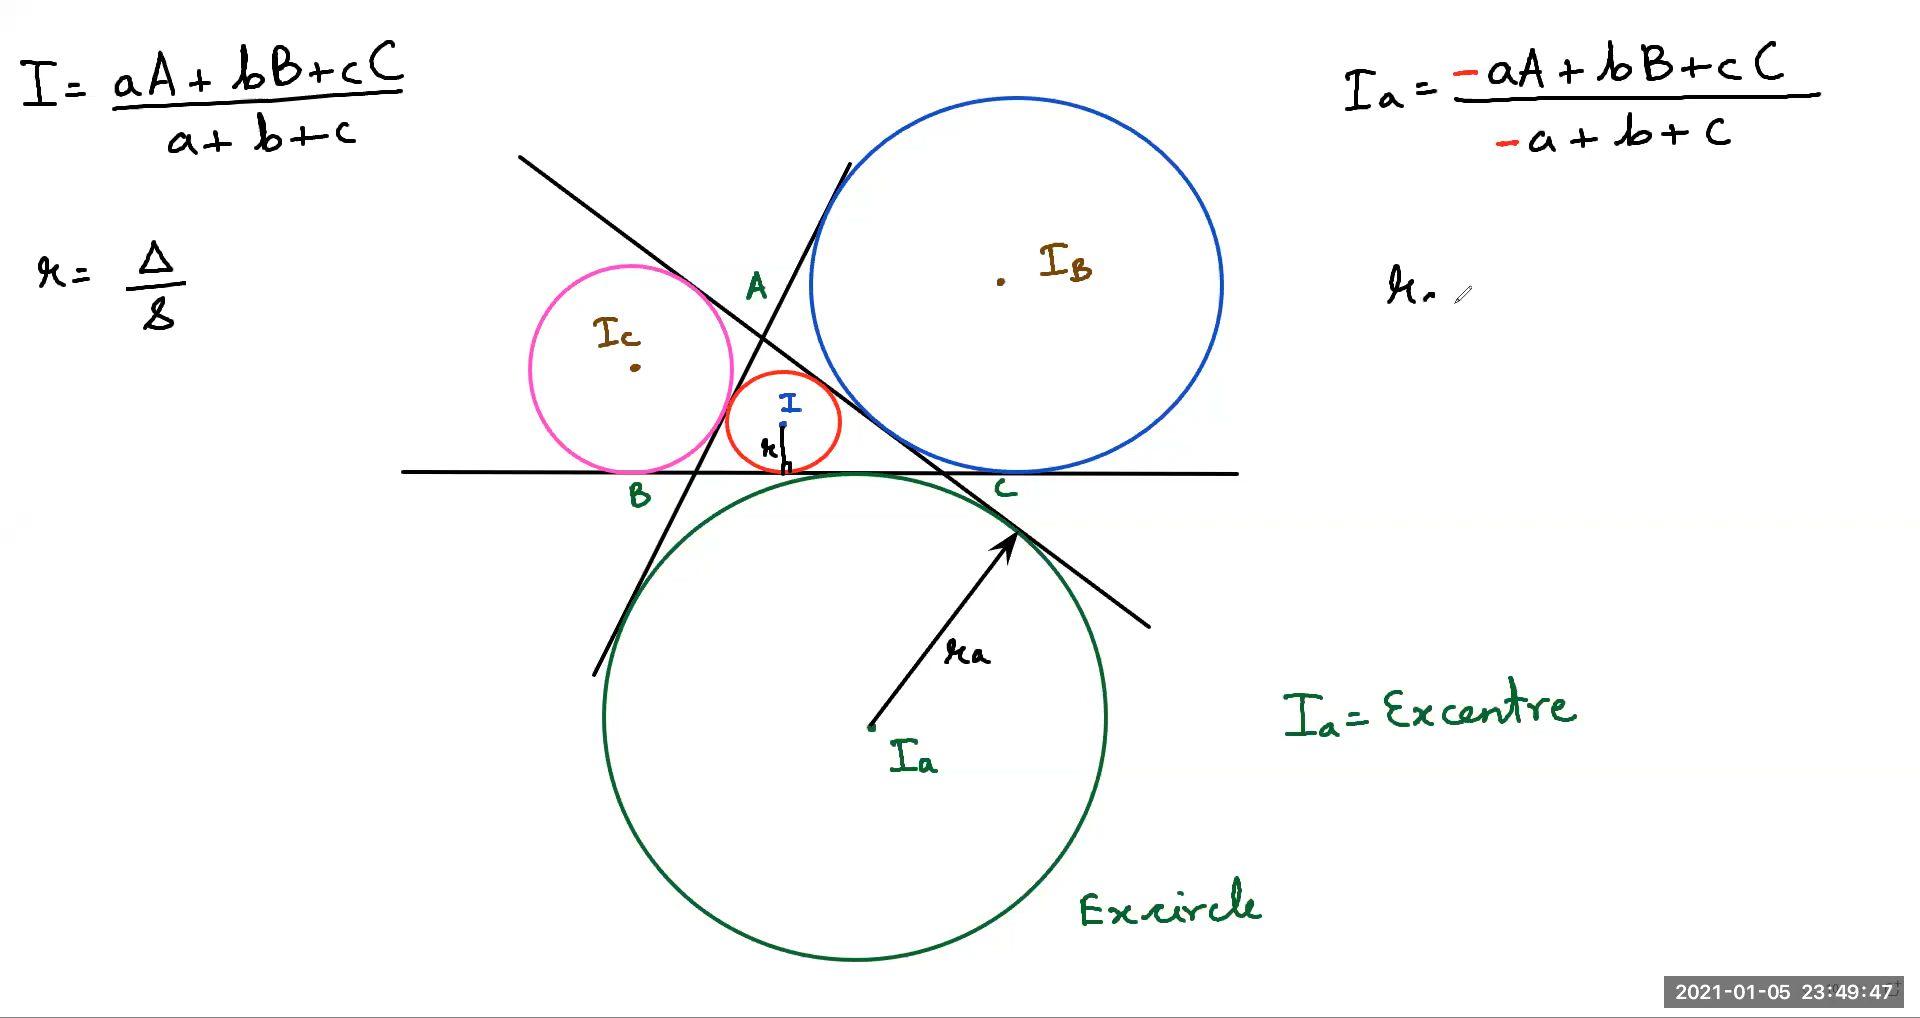 I = aA + bB + cC
a + b + c
Ia = -aA + bB + cC
-a + b + c
r = Δ
s
A
IB
Ic
I
r
r
B
C
ra
Ia
Ia = Excentre
Excircle
2021-01-05 23:49:47